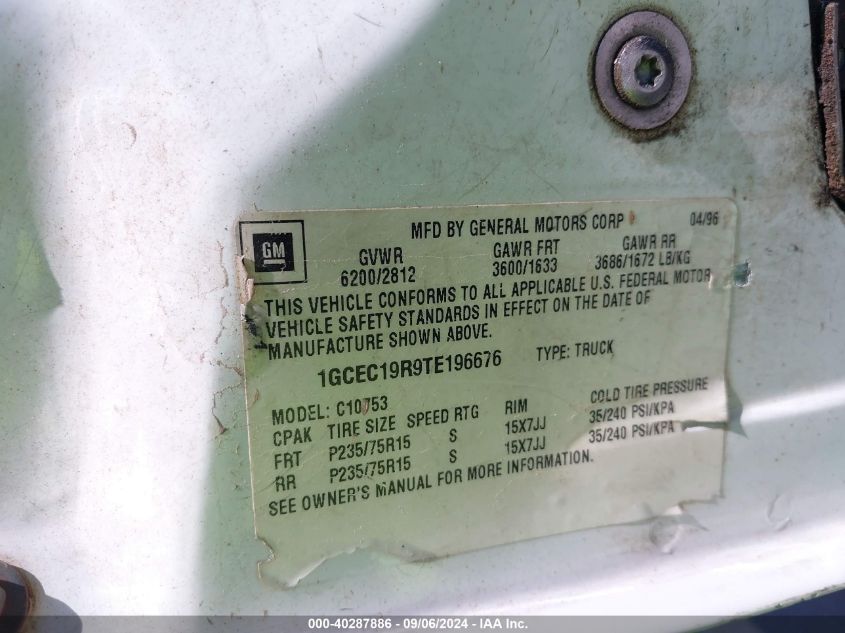 GM
MFD BY GENERAL MOTORS CORP 04/96
GVWR GAWR FRT GAWR RR
6200/2812 3600/1633 3686/1672 LB/KG
THIS VEHICLE CONFORMS TO ALL APPLICABLE U.S. FEDERAL MOTOR
VEHICLE SAFETY STANDARDS IN EFFECT ON THE DATE OF
MANUFACTURE SHOWN ABOVE.
1GCEC19R9TE196676 TYPE: TRUCK
MODEL: C10753
CPAK TIRE SIZE SPEED RTG RIM COLD TIRE PRESSURE
FRT P235/75R15 S 15X7JJ 35/240 PSI/KPA
RR P235/75R15 S 15X7JJ 35/240 PSI/KPA
SEE OWNER'S MANUAL FOR MORE INFORMATION.
000-40287886 - 09/06/2024 - IAA Inc.